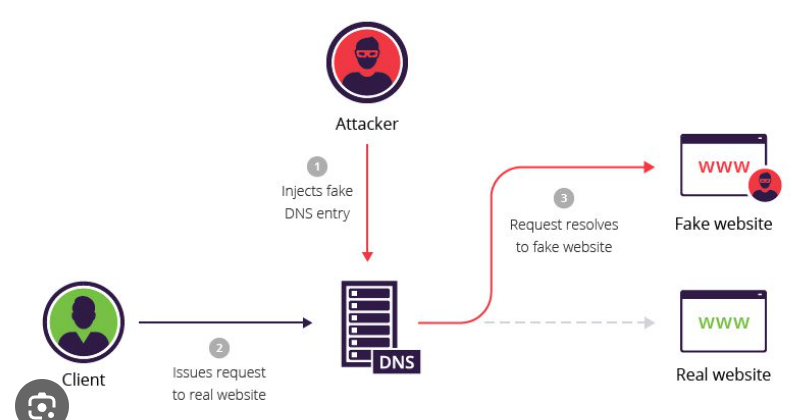 Attacker
1
Injects fake
DNS entry
www
3
Request resolves
to fake website
Fake website
DNS
www
2
Issues request
to real website
Client
Real website